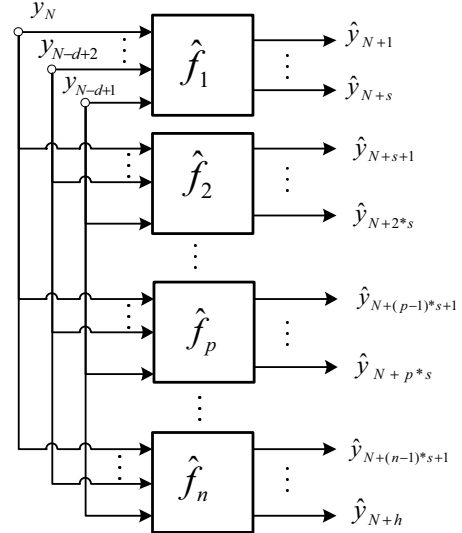 y_N
y_{N-d+2}
y_{N-d+1}
f̂_1
ŷ_{N+1}
ŷ_{N+s}
f̂_2
ŷ_{N+s+1}
ŷ_{N+2*s}
f̂_p
ŷ_{N+(p-1)*s+1}
ŷ_{N+p*s}
f̂_n
ŷ_{N+(n-1)*s+1}
ŷ_{N+h}